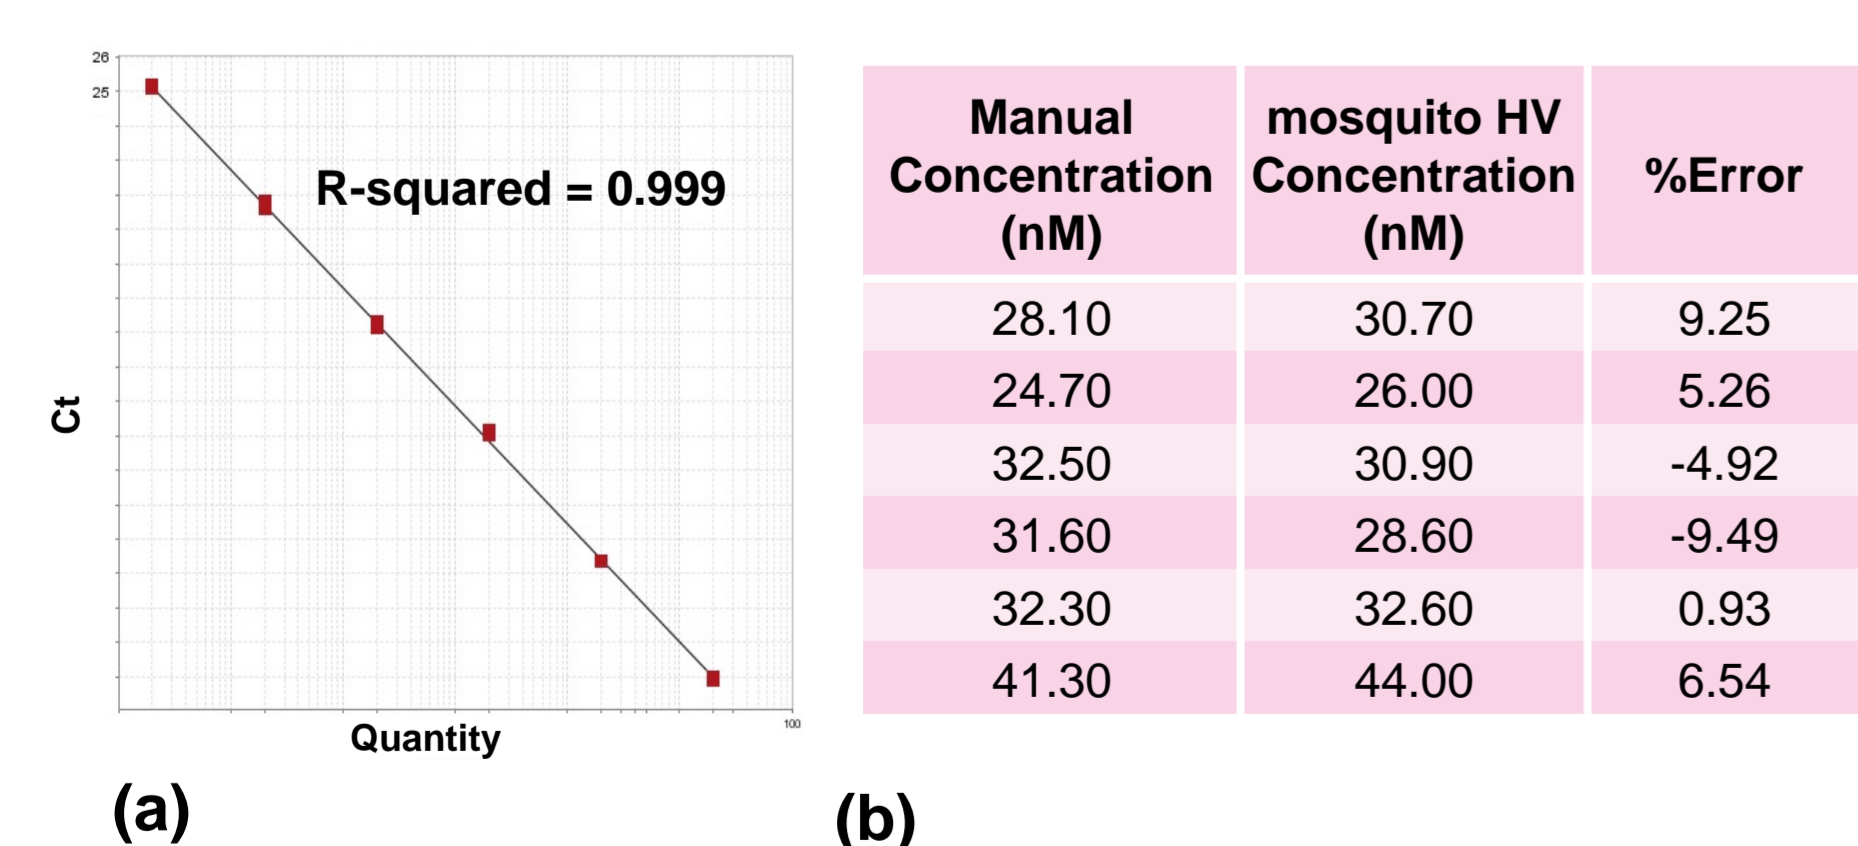 26
25
R-squared = 0.999
Ct
100
Quantity
(a)
Manual Concentration (nM)
mosquito HV Concentration (nM)
%Error
28.10 30.70 9.25
24.70 26.00 5.26
32.50 30.90 -4.92
31.60 28.60 -9.49
32.30 32.60 0.93
41.30 44.00 6.54
(b)